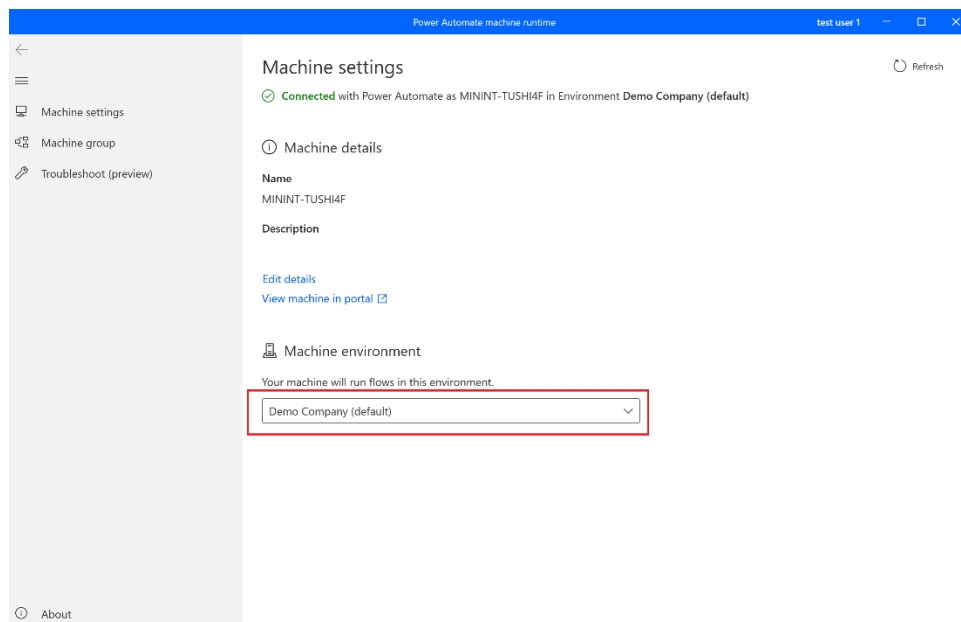 Power Automate machine runtime
test user 1
Machine settings
Machine group
Troubleshoot (preview)
About
Machine settings
Refresh
Connected with Power Automate as MININT-TUSHI4F in Environment Demo Company (default)
Machine details
Name
MININT-TUSHI4F
Description
Edit details
View machine in portal
Machine environment
Your machine will run flows in this environment.
Demo Company (default)